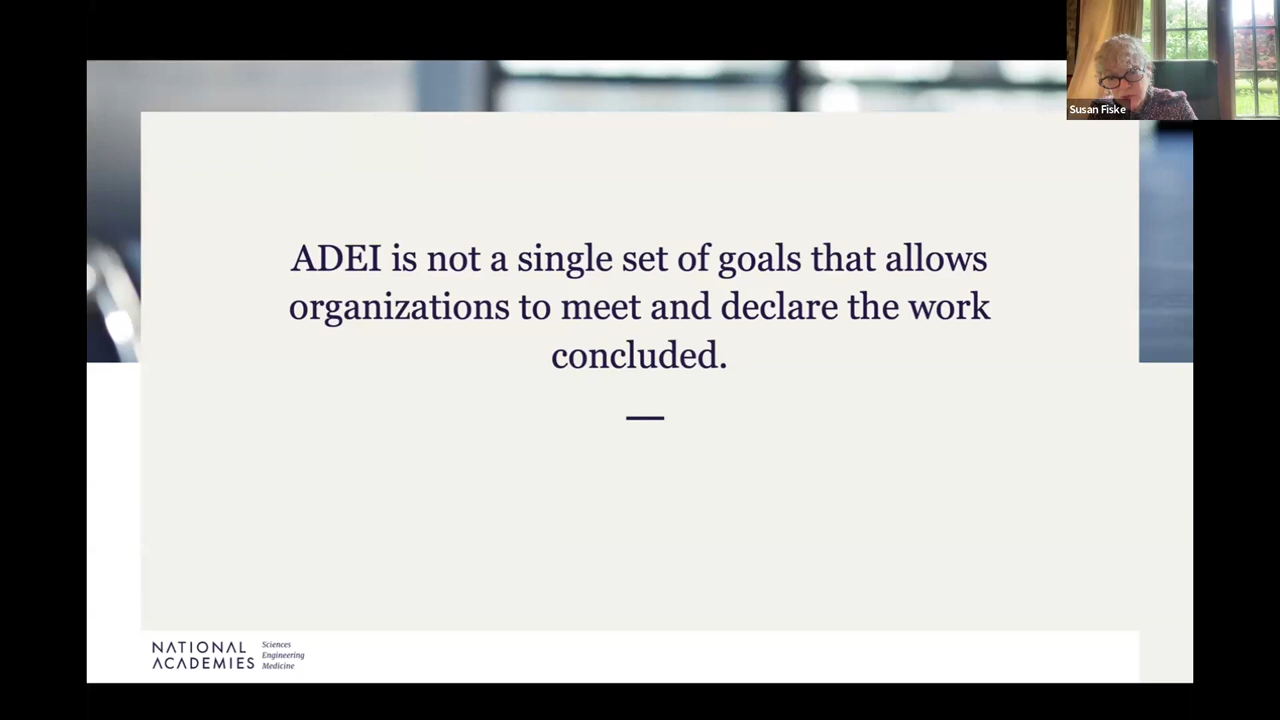 Susan Fiske
ADEI is not a single set of goals that allows
organizations to meet and declare the work
concluded.
NATIONAL
ACADEMIES
Sciences
Engineering
Medicine